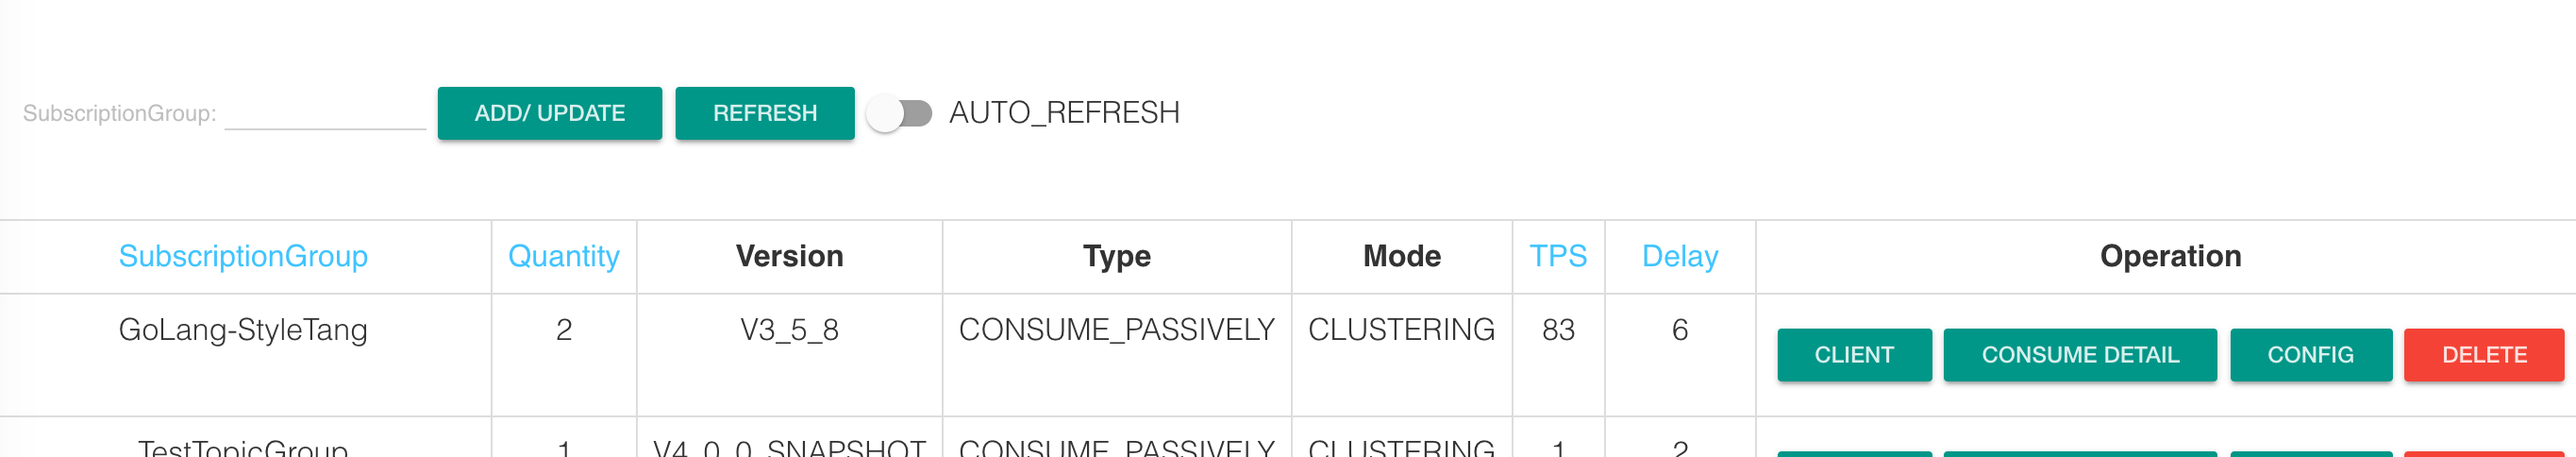 SubscriptionGroup: ADD/ UPDATE REFRESH AUTO_REFRESH
SubscriptionGroup Quantity Version Type Mode TPS Delay Operation
GoLang-StyleTang 2 V3_5_8 CONSUME_PASSIVELY CLUSTERING 83 6 CLIENT CONSUME DETAIL CONFIG DELETE
TestTopicGroup 1 V4_0_0_SNAPSHOT CONSUME_PASSIVELY CLUSTERING 1 2